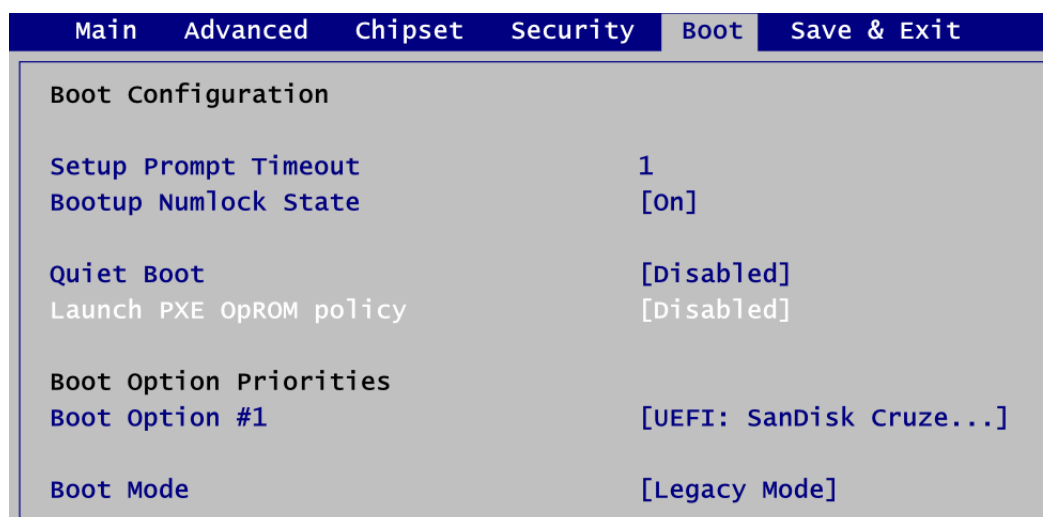 Main Advanced Chipset Security Boot Save & Exit
Boot Configuration
Setup Prompt Timeout 1
Bootup Numlock State [On]
Quiet Boot [Disabled]
Launch PXE OpROM policy [Disabled]
Boot Option Priorities
Boot Option #1 [UEFI: SanDisk Cruze...]
Boot Mode [Legacy Mode]